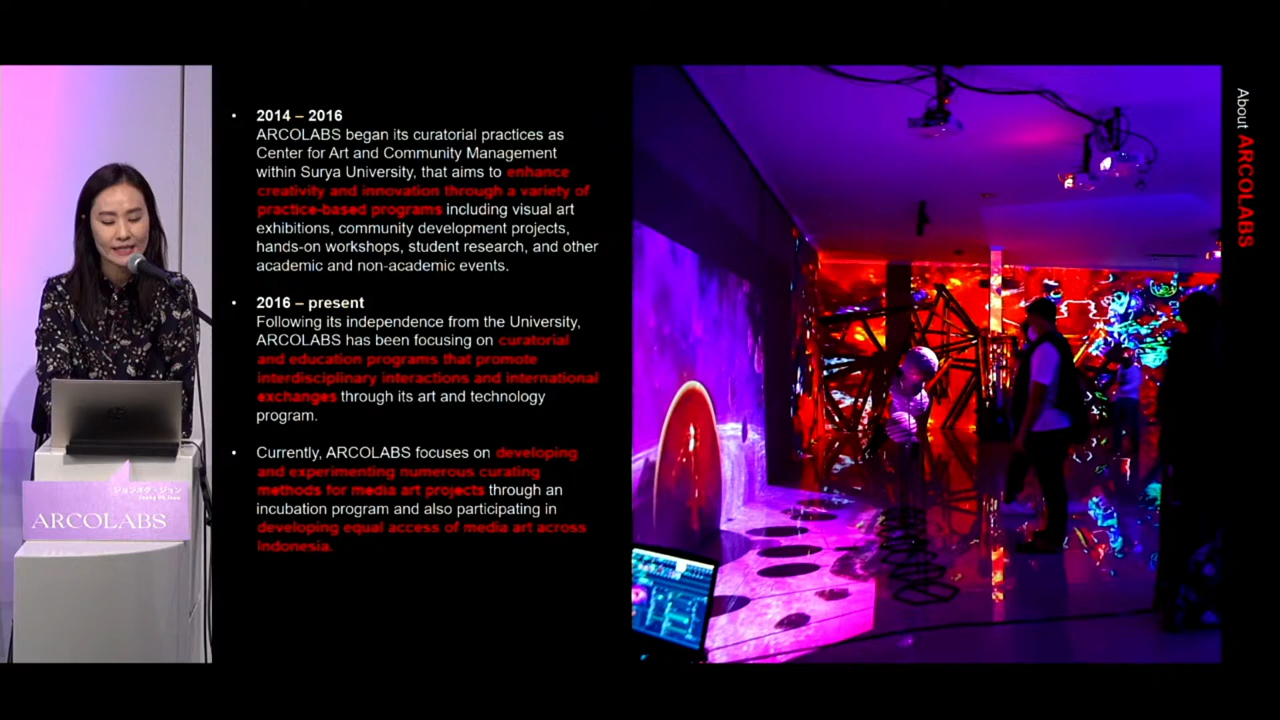 2014 – 2016
ARCOLABS began its curatorial practices as
Center for Art and Community Management
within Surya University, that aims to enhance
creativity and innovation through a variety of
practice-based programs including visual art
exhibitions, community development projects,
hands-on workshops, student research, and other
academic and non-academic events.
2016 – present
Following its independence from the University,
ARCOLABS has been focusing on curatorial
and education programs that promote
interdisciplinary interactions and international
exchanges through its art and technology
program.
Currently, ARCOLABS focuses on developing
and experimenting numerous curating
methods for media art projects through an
incubation program and also participating in
developing equal access of media art across
Indonesia.
About ARCOLABS
ARCOLABS